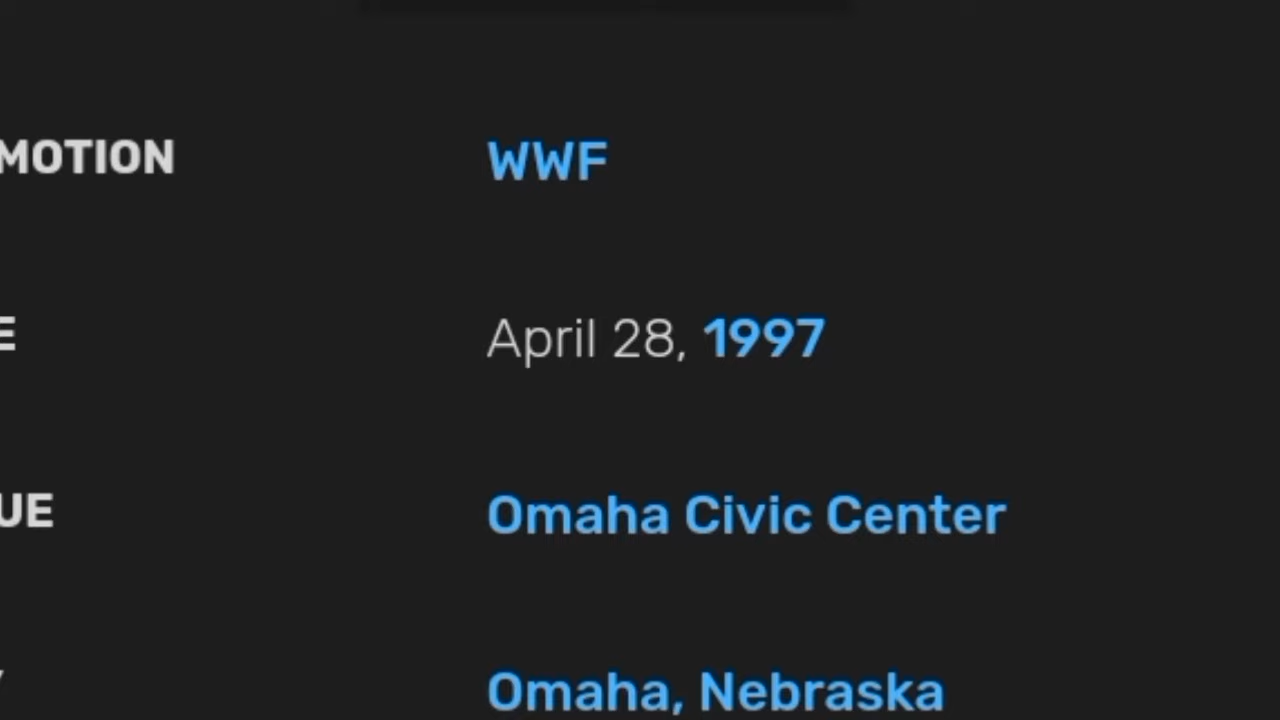 MOTION WWF
E April 28, 1997
UE Omaha Civic Center
Omaha, Nebraska